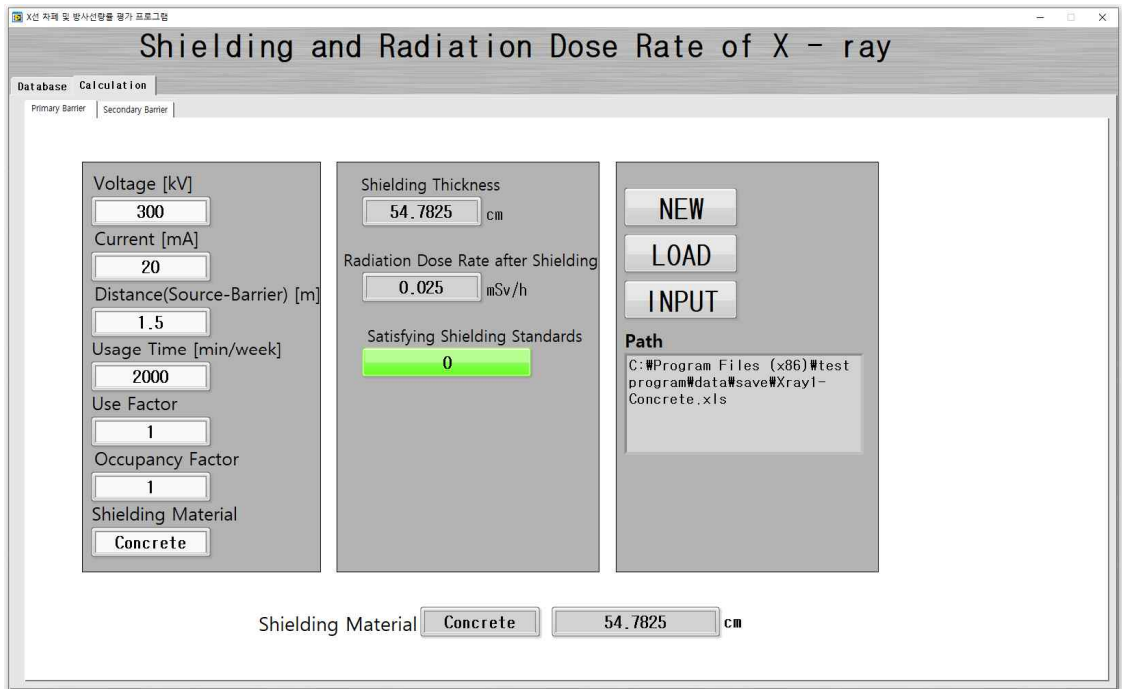 X선 차폐 및 방사선량률 평가 프로그램
Shielding and Radiation Dose Rate of X - ray
Database Calculation
Primary Barrier Secondary Barrier
Voltage [kV]
300
Current [mA]
20
Distance(Source-Barrier) [m]
1.5
Usage Time [min/week]
2000
Use Factor
1
Occupancy Factor
1
Shielding Material
Concrete
Shielding Thickness
54.7825 cm
Radiation Dose Rate after Shielding
0.025 mSv/h
Satisfying Shielding Standards
0
NEW
LOAD
INPUT
Path
C:₩Program Files (x86)₩test
program₩data₩save₩Xray1-
Concrete.xls
Shielding Material Concrete 54.7825 cm